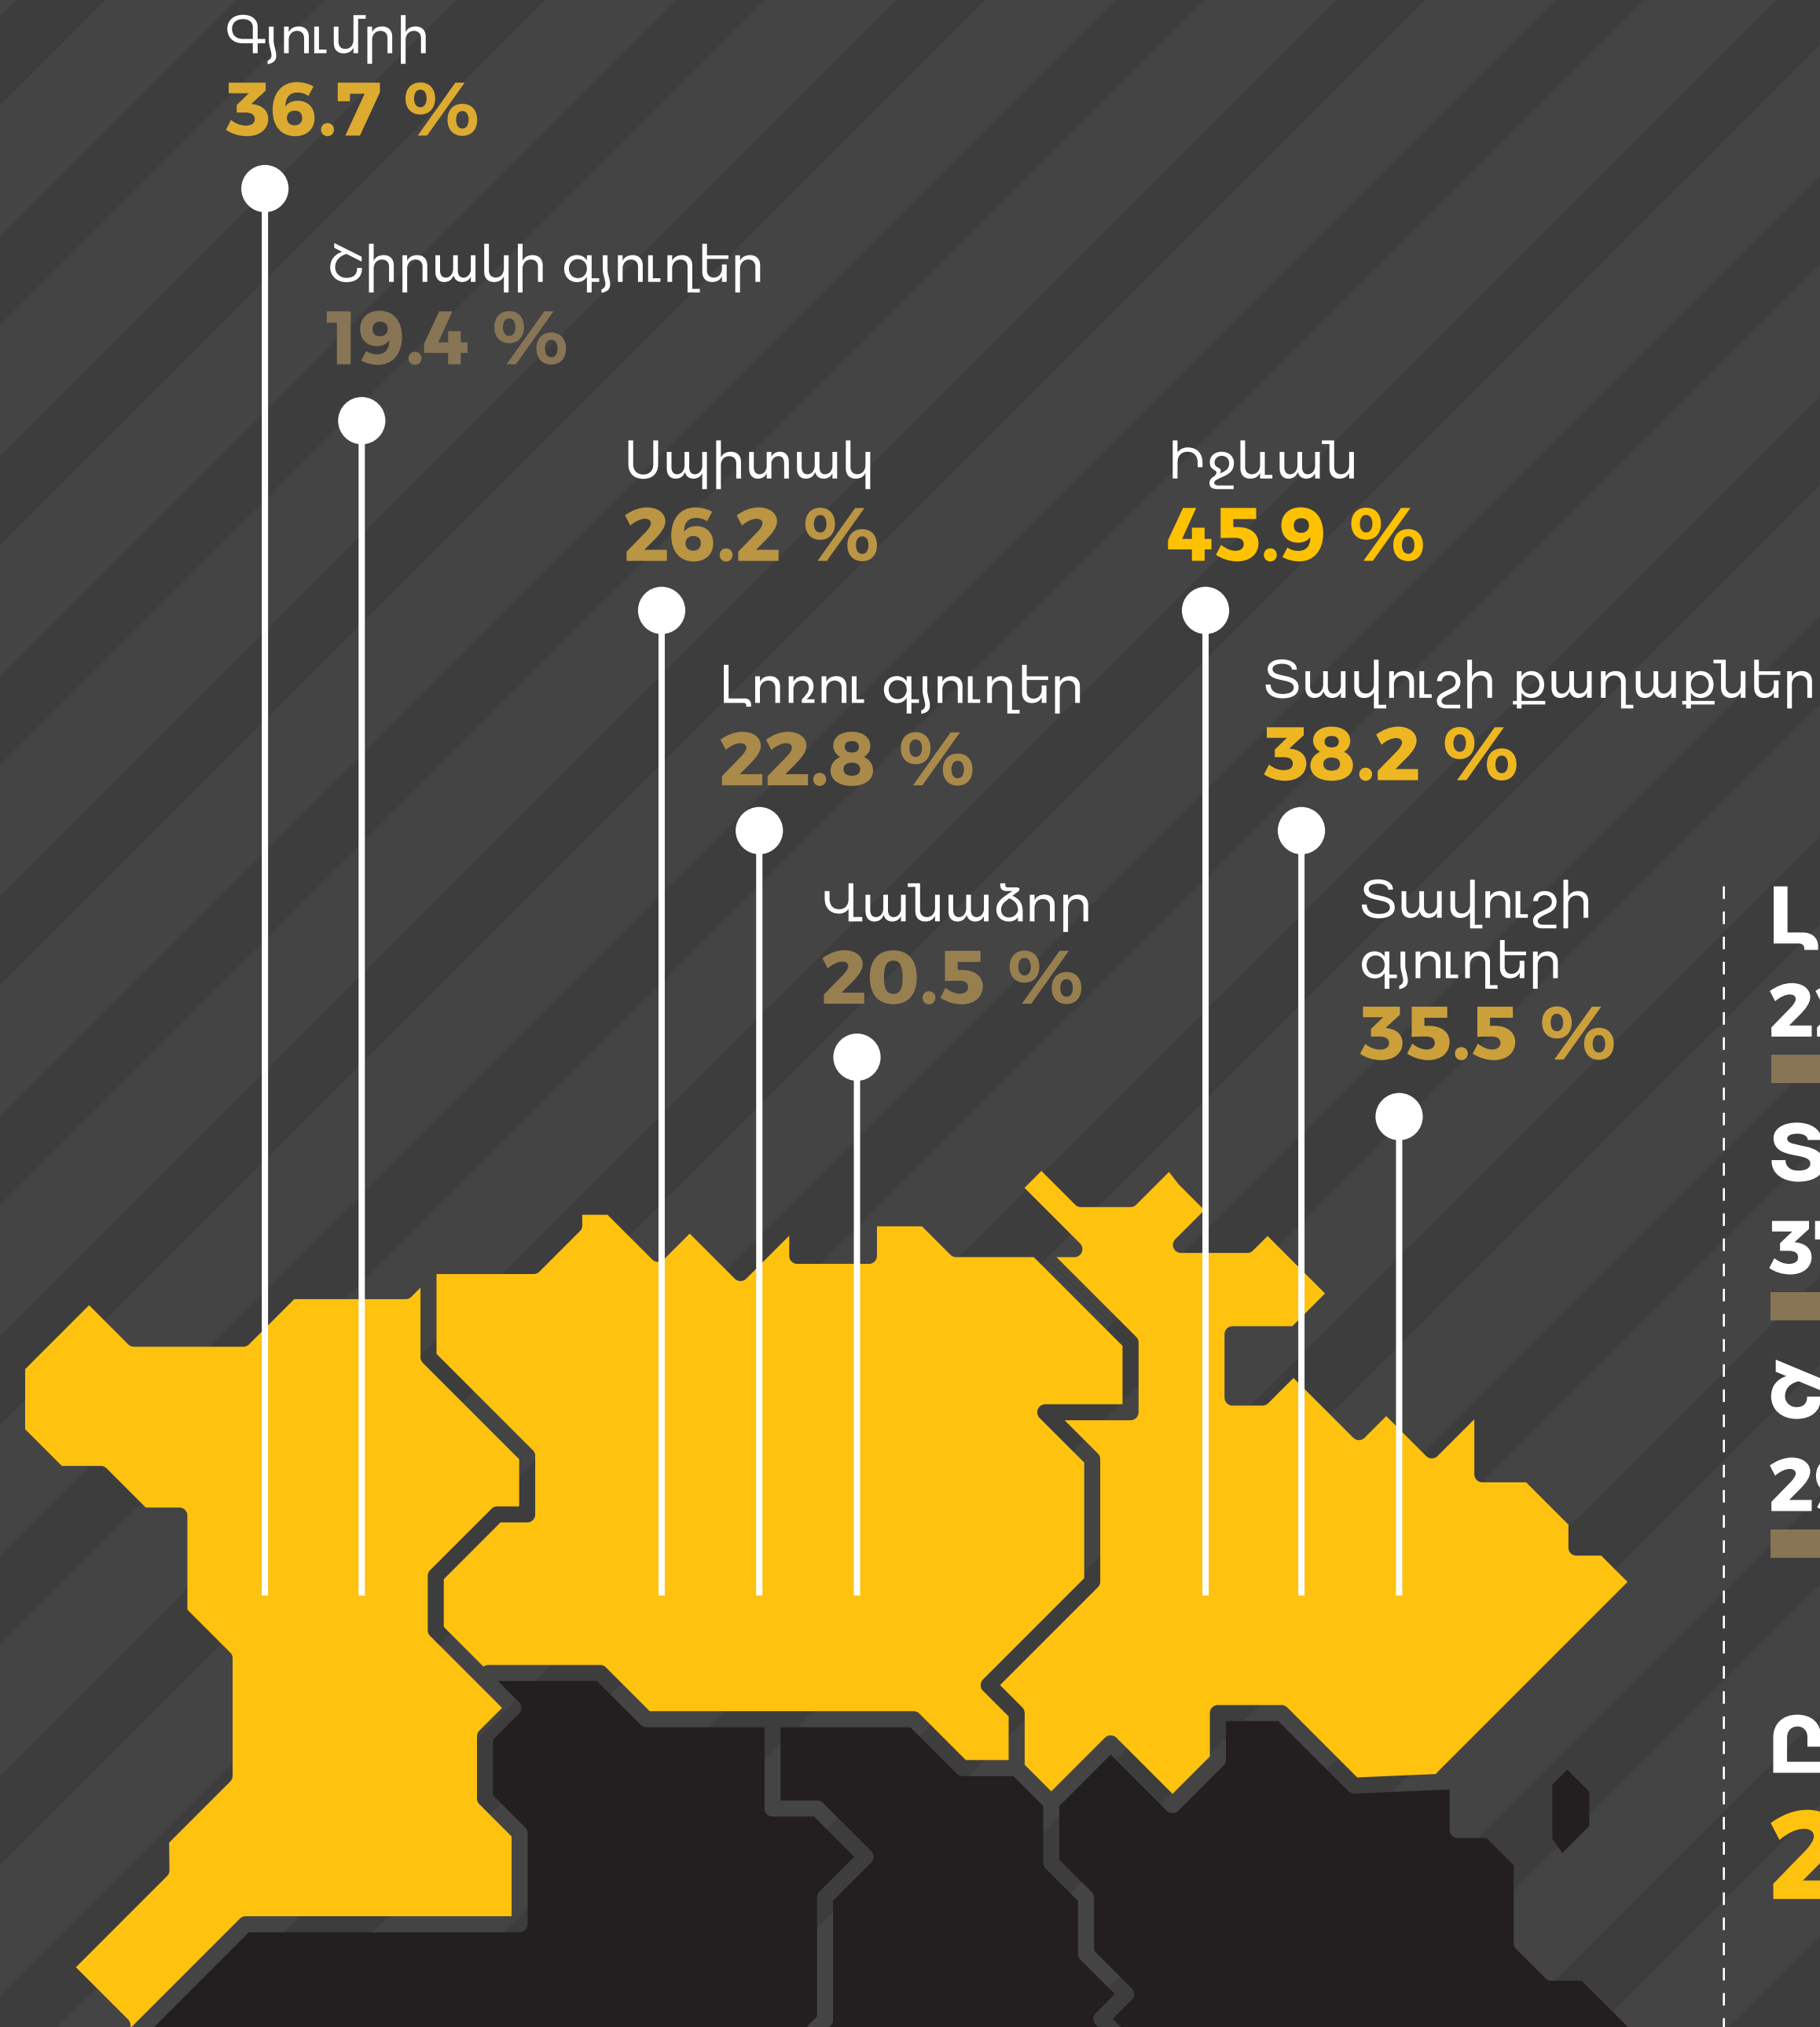 Գյումրի
36.7 %
Շիրակի գյուղեր
19.4 %
Սպիտակ
26.2 %
Իջևան
45.9 %
Լոռու գյուղեր
22.8 %
Տավուշի քաղաքներ
38.2 %
Վանաձոր
20.5 %
Տավուշի
գյուղեր
35.5 %